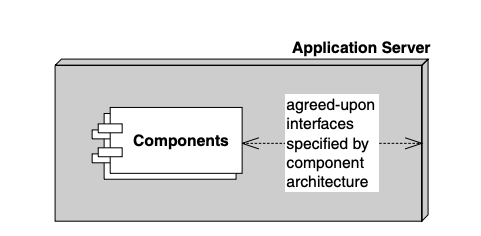 Application Server
Components
agreed-upon
interfaces
specified by
component
architecture